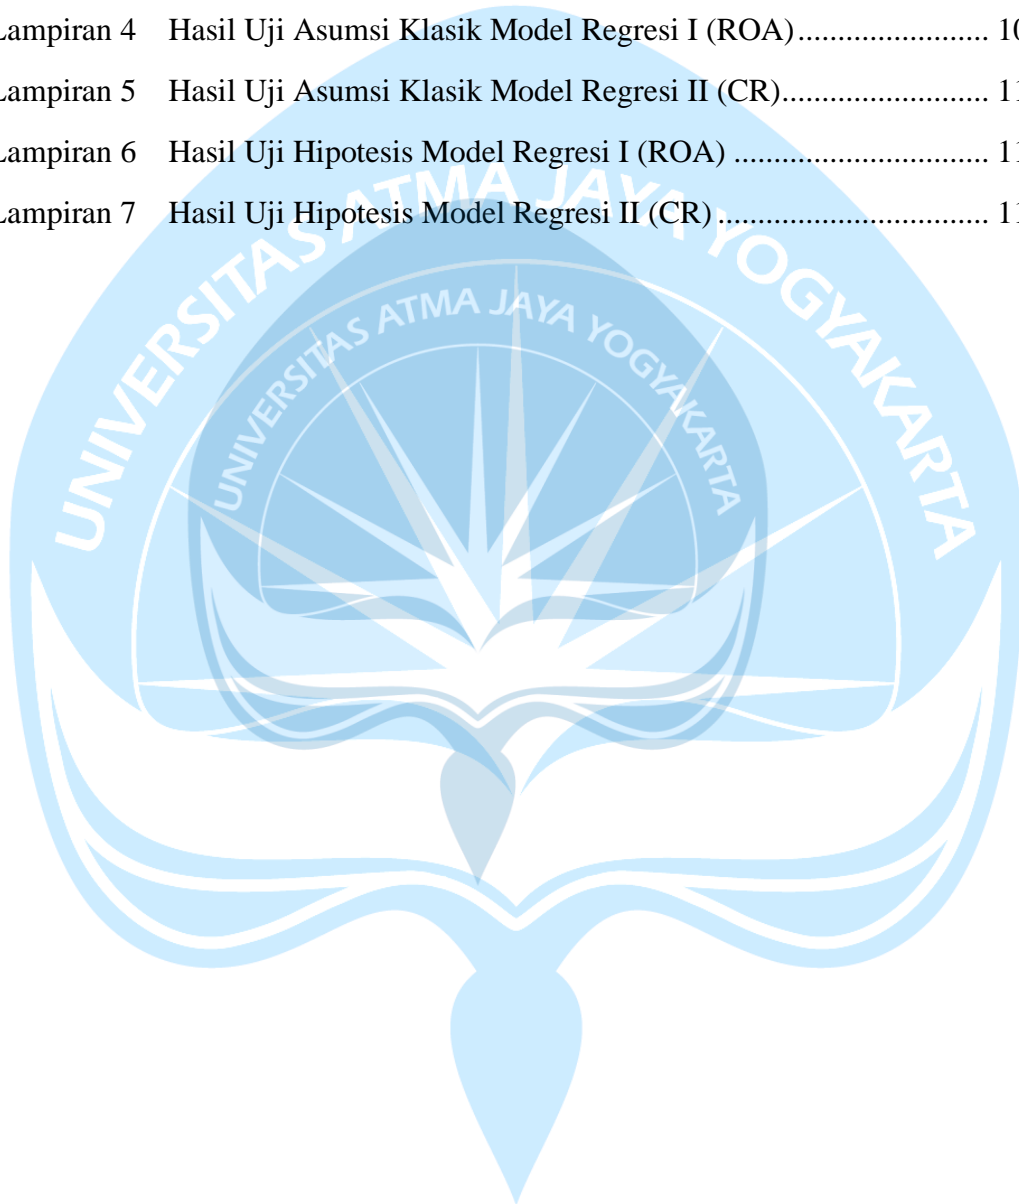 Lampiran 4 Hasil Uji Asumsi Klasik Model Regresi I (ROA)........................ 10
Lampiran 5 Hasil Uji Asumsi Klasik Model Regresi II (CR).......................... 11
Lampiran 6 Hasil Uji Hipotesis Model Regresi I (ROA) ................................ 11
Lampiran 7 Hasil Uji Hipotesis Model Regresi II (CR).................................. 11
UNIVERSITAS ATMA JAYA YOGYAKARTA
UNIVERSITAS ATMA JAYA YOGYAKARTA